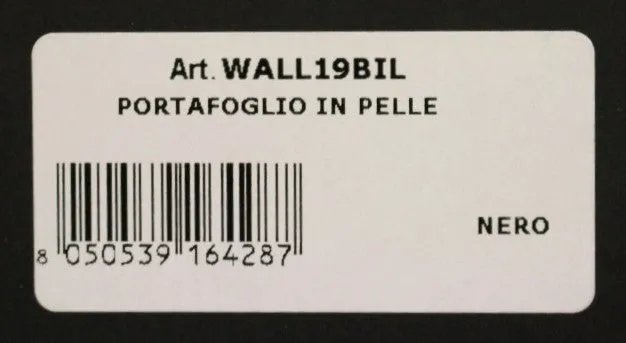 Art. WALL19BIL
PORTAFOGLIO IN PELLE
NERO
8 050539 164287